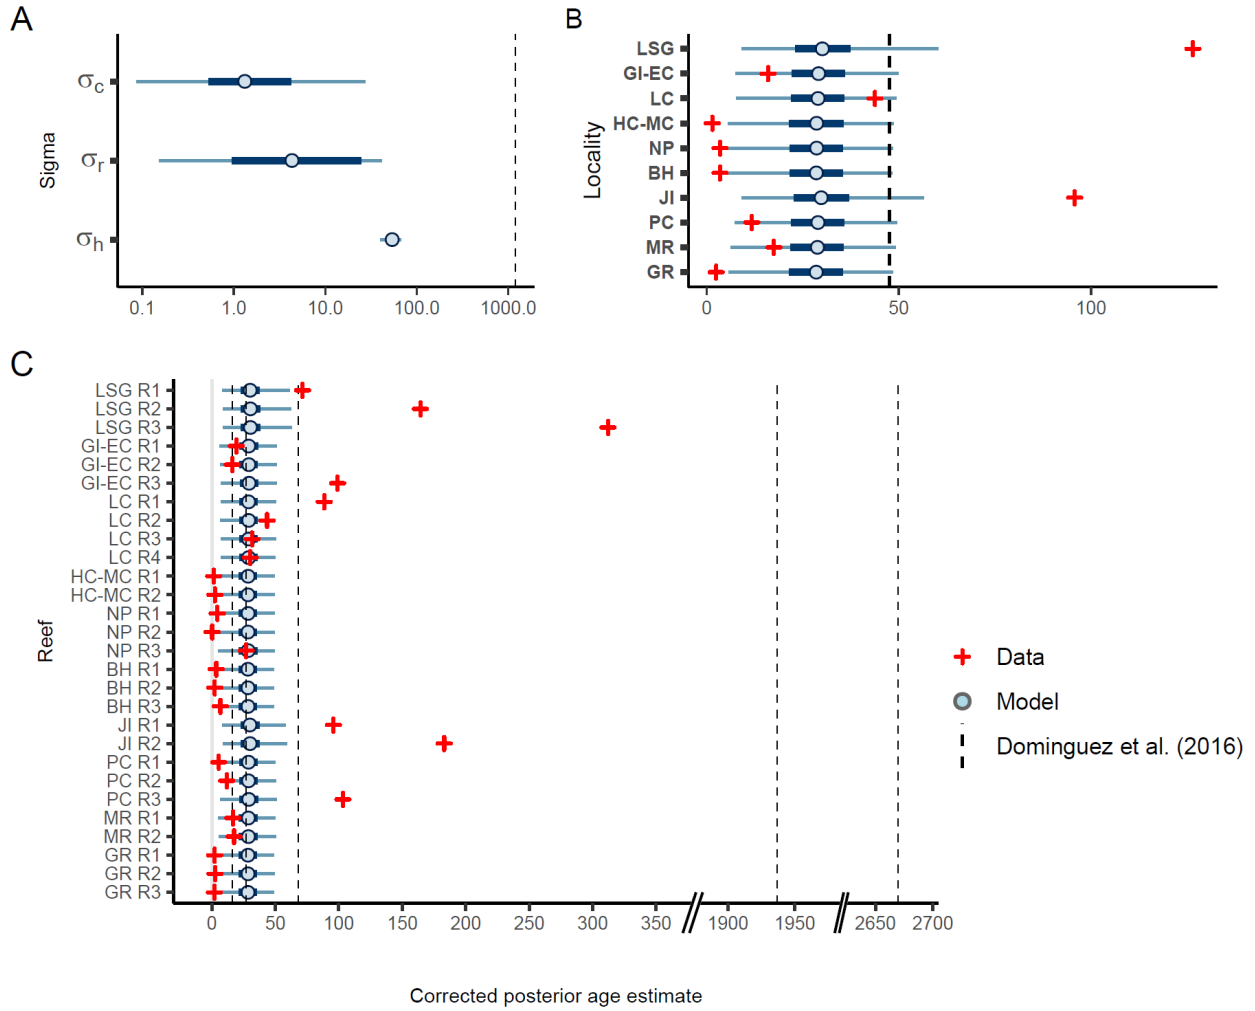 A
Sigma
σc
σr
σh
0.1 1.0 10.0 100.0 1000.0
B
Locality
LSG
GI-EC
LC
HC-MC
NP
BH
JI
PC
MR
GR
0 50 100
C
Reef
LSG R1
LSG R2
LSG R3
GI-EC R1
GI-EC R2
GI-EC R3
LC R1
LC R2
LC R3
LC R4
HC-MC R1
HC-MC R2
NP R1
NP R2
NP R3
BH R1
BH R2
BH R3
JI R1
JI R2
PC R1
PC R2
PC R3
MR R1
MR R2
GR R1
GR R2
GR R3
0 50 100 150 200 250 300 350 1900 1950 2650 2700
Corrected posterior age estimate
Data
Model
Dominguez et al. (2016)